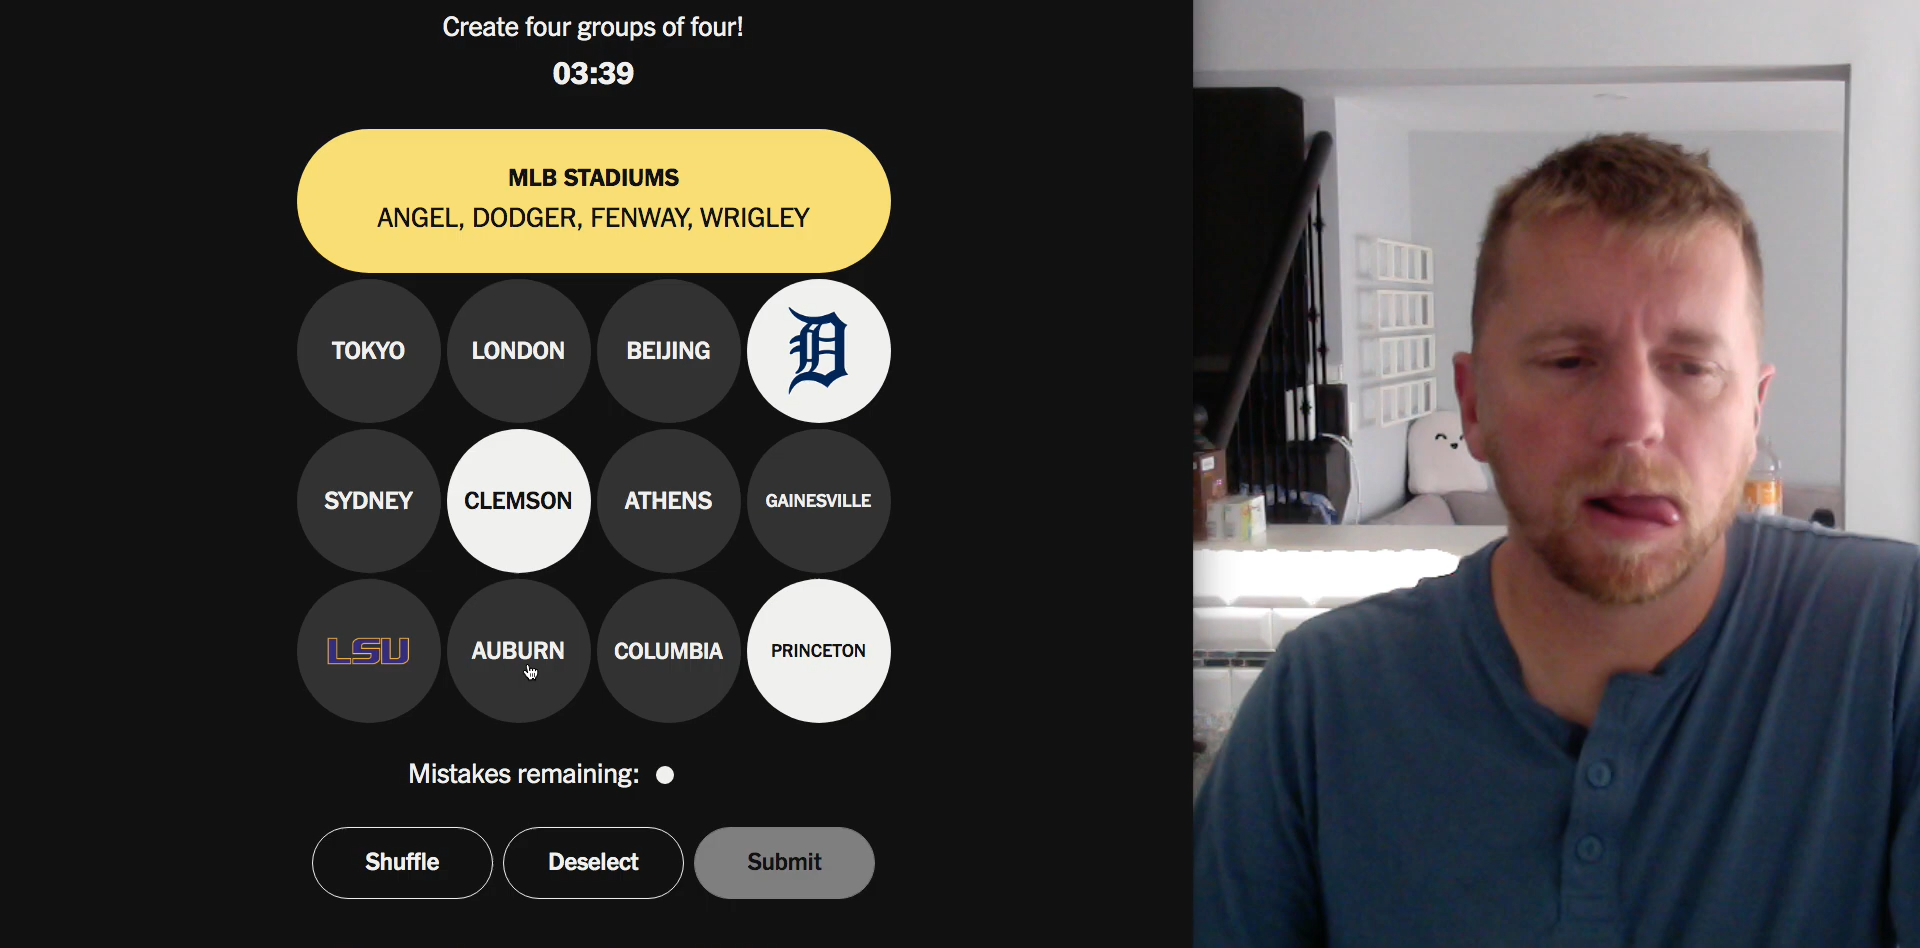 Create four groups of four!
03:39
MLB STADIUMS
ANGEL, DODGER, FENWAY, WRIGLEY
TOKYO
LONDON
BEIJING
D
SYDNEY
CLEMSON
ATHENS
GAINESVILLE
LSU
AUBURN
COLUMBIA
PRINCETON
Mistakes remaining:
Shuffle
Deselect
Submit